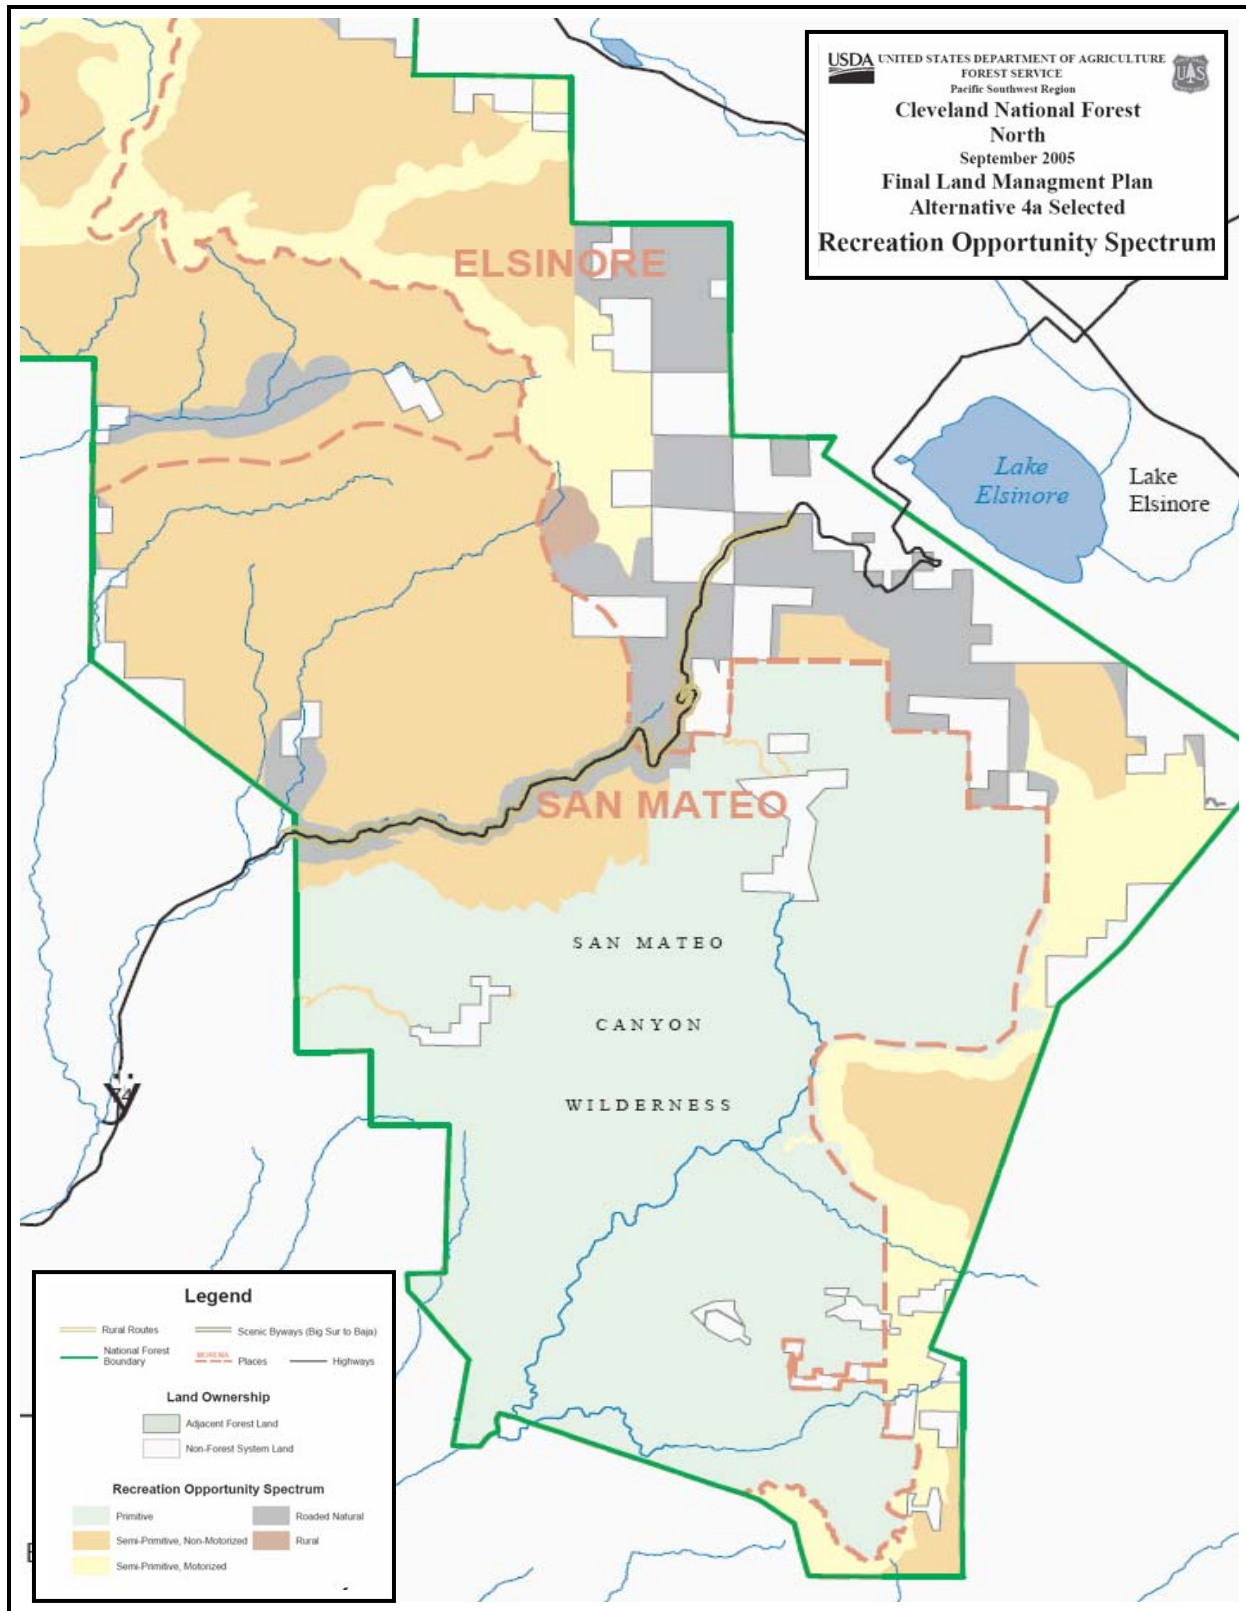 USDA UNITED STATES DEPARTMENT OF AGRICULTURE
FOREST SERVICE
Pacific Southwest Region
Cleveland National Forest
North
September 2005
Final Land Managment Plan
Alternative 4a Selected
Recreation Opportunity Spectrum
ELSINORE
Lake
Elsinore
Lake
Elsinore
SAN MATEO
SAN MATEO
CANYON
WILDERNESS
74
Legend
Rural Routes
Scenic Byways (Big Sur to Baja)
National Forest
Boundary
MORENA
Places
Highways
Land Ownership
Adjacent Forest Land
Non-Forest System Land
Recreation Opportunity Spectrum
Primitive
Roaded Natural
Semi-Primitive, Non-Motorized
Rural
Semi-Primitive, Motorized